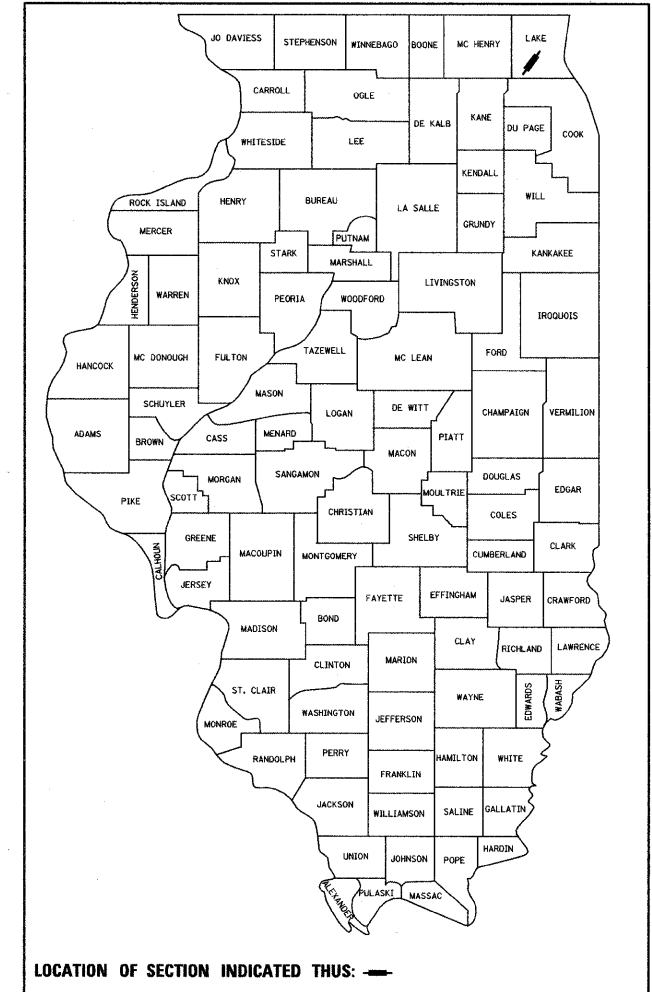 JO DAVIESS STEPHENSON WINNEBAGO BOONE MC HENRY LAKE
CARROLL OGLE DE KALB KANE DU PAGE COOK
WHITESIDE LEE
KENDALL
ROCK ISLAND HENRY BUREAU LA SALLE GRUNDY WILL
MERCER PUTNAM
STARK MARSHALL KANKAKEE
HENDERSON WARREN KNOX PEORIA WOODFORD LIVINGSTON
IROQUOIS
HANCOCK MC DONOUGH FULTON TAZEWELL MC LEAN FORD
MASON
SCHUYLER LOGAN DE WITT CHAMPAIGN VERMILION
ADAMS BROWN CASS MENARD MACON PIATT
PIKE SCOTT MORGAN SANGAMON MOULTRIE DOUGLAS EDGAR
CHRISTIAN COLES
CALHOUN GREENE MACOUPIN MONTGOMERY SHELBY CUMBERLAND CLARK
JERSEY FAYETTE EFFINGHAM JASPER CRAWFORD
MADISON BOND
CLAY RICHLAND LAWRENCE
CLINTON MARION
ST. CLAIR WAYNE EDWARDS WABASH
MONROE WASHINGTON JEFFERSON
RANDOLPH PERRY HAMILTON WHITE
FRANKLIN
JACKSON WILLIAMSON SALINE GALLATIN
UNION JOHNSON POPE HARDIN
ALEXANDER PULASKI MASSAC
LOCATION OF SECTION INDICATED THUS: